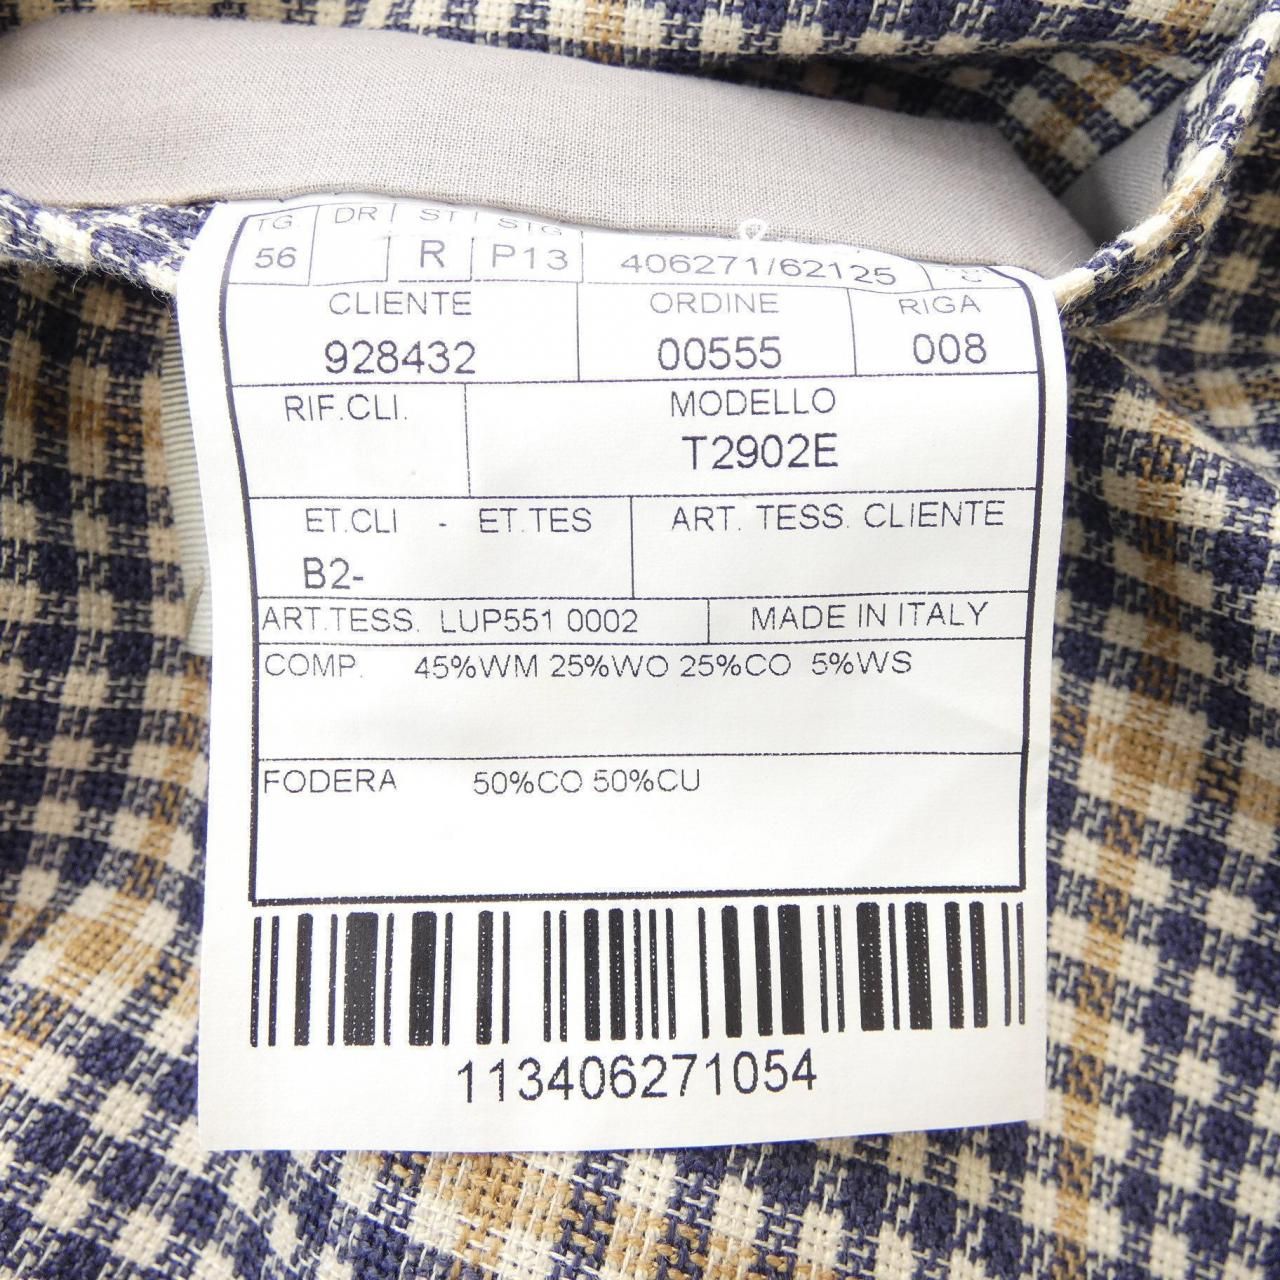 TG. DR ST SIG
56 R P13 406271/62125
CLIENTE ORDINE RIGA
928432 00555 008
RIF.CLI. MODELLO
T2902E
ET.CLI - ET.TES ART. TESS. CLIENTE
B2-
ART.TESS. LUP551 0002 MADE IN ITALY
COMP. 45%WM 25%WO 25%CO 5%WS
FODERA 50%CO 50%CU
113406271054